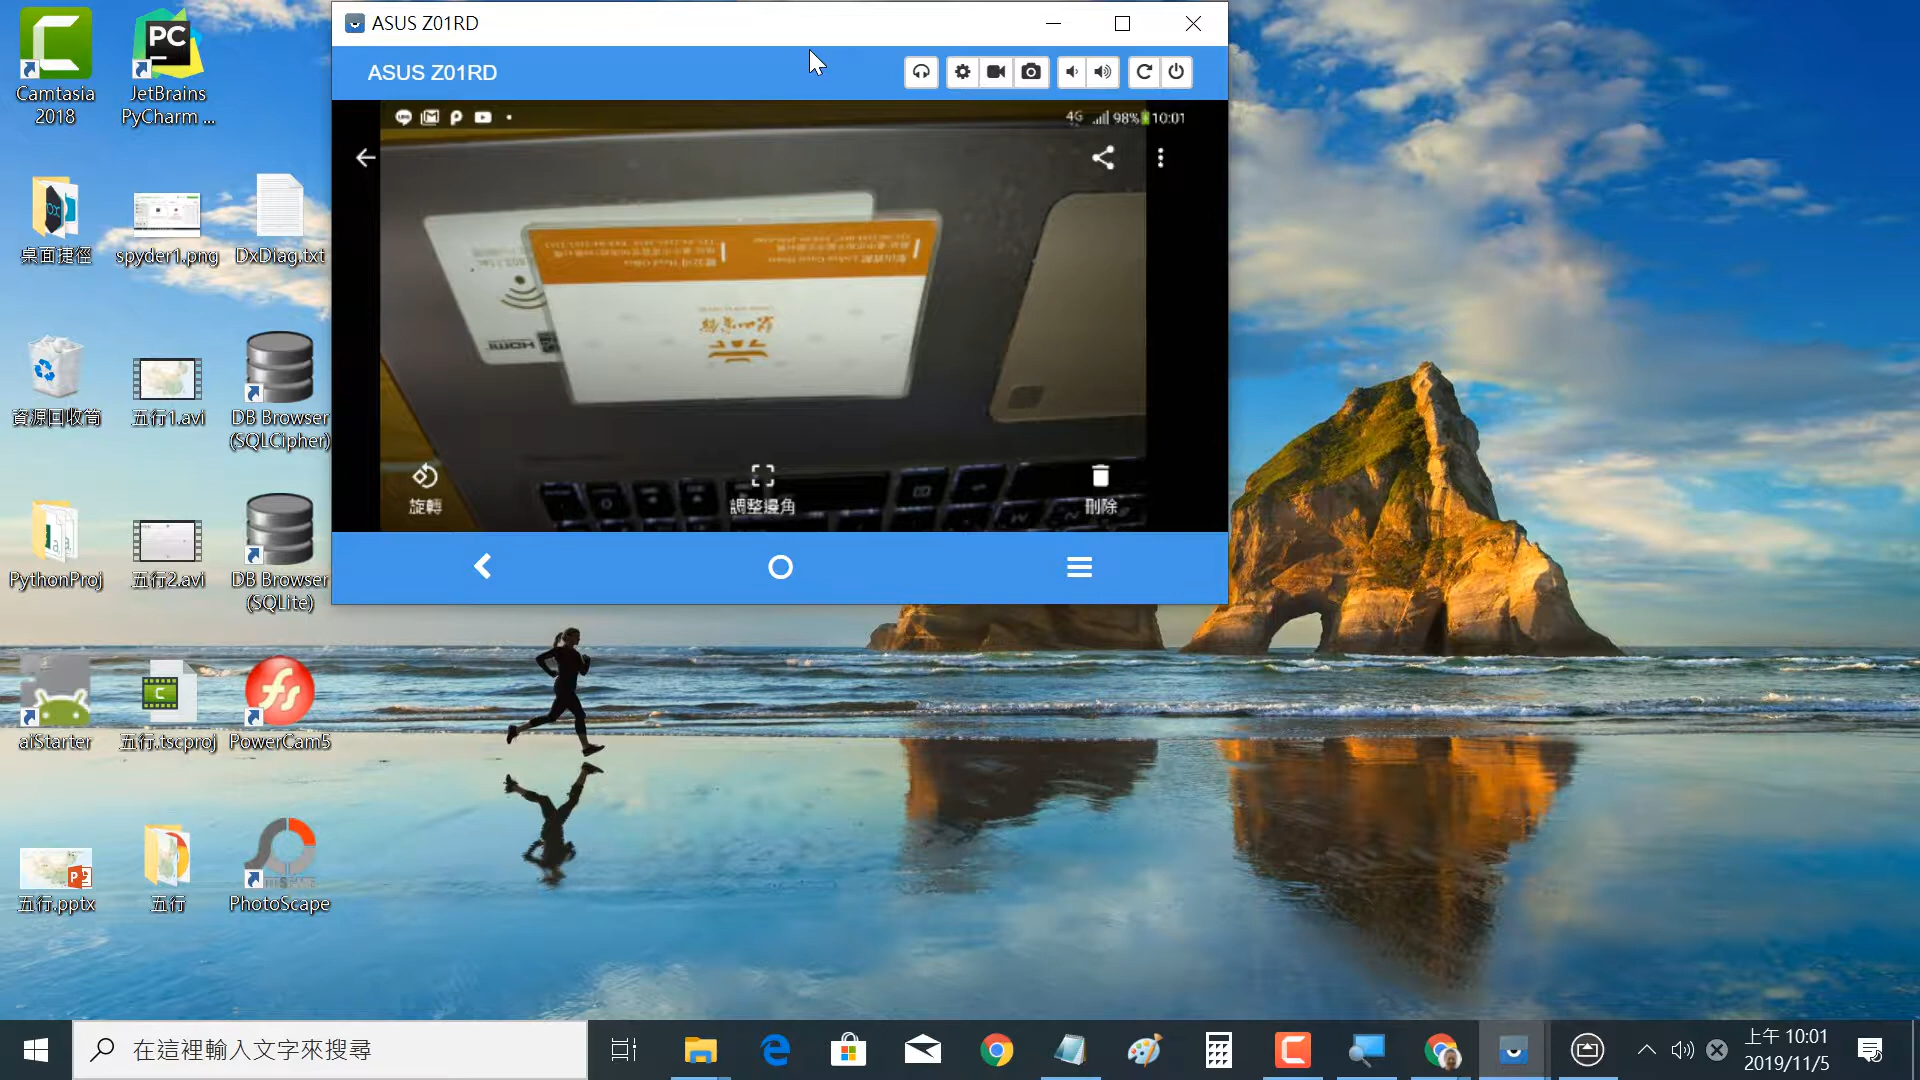 ASUS Z01RD
ASUS Z01RD
4G 98% 10:01
HDMI
旋轉
調整邊角
刪除
Camtasia
2018
JetBrains
PyCharm ...
桌面捷徑
spyder1.png
DxDiag.txt
資源回收筒
五行1.avi
DB Browser
(SQLCipher)
PythonProj
五行2.avi
DB Browser
(SQLite)
aiStarter
五行.tscproj
PowerCam5
五行.pptx
五行
PhotoScape
在這裡輸入文字來搜尋
上午 10:01
2019/11/5